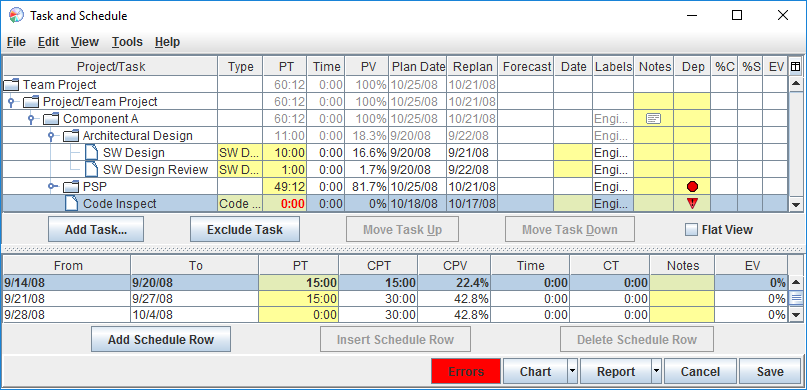 Task and Schedule
File Edit View Tools Help
Project/Task Type PT Time PV Plan Date Replan Forecast Date Labels Notes Dep %C %S EV
Team Project 60:12 0:00 100% 10/25/08 10/21/08
Project/Team Project 60:12 0:00 100% 10/25/08 10/21/08
Component A 60:12 0:00 100% 10/25/08 10/21/08 Engi...
Architectural Design 11:00 0:00 18.3% 9/20/08 9/22/08 Engi...
SW Design SW D... 10:00 0:00 16.6% 9/20/08 9/21/08 Engi...
SW Design Review SW D... 1:00 0:00 1.7% 9/20/08 9/22/08 Engi...
PSP 49:12 0:00 81.7% 10/25/08 10/21/08 Engi...
Code Inspect Code ... 0:00 0:00 0% 10/18/08 10/17/08 Engi...
Add Task... Exclude Task Move Task Up Move Task Down Flat View
From To PT CPT CPV Time CT Notes EV
9/14/08 9/20/08 15:00 15:00 22.4% 0:00 0:00 0%
9/21/08 9/27/08 15:00 30:00 42.8% 0:00 0:00 0%
9/28/08 10/4/08 0:00 30:00 42.8% 0:00 0:00 0%
Add Schedule Row Insert Schedule Row Delete Schedule Row
Errors Chart Report Cancel Save